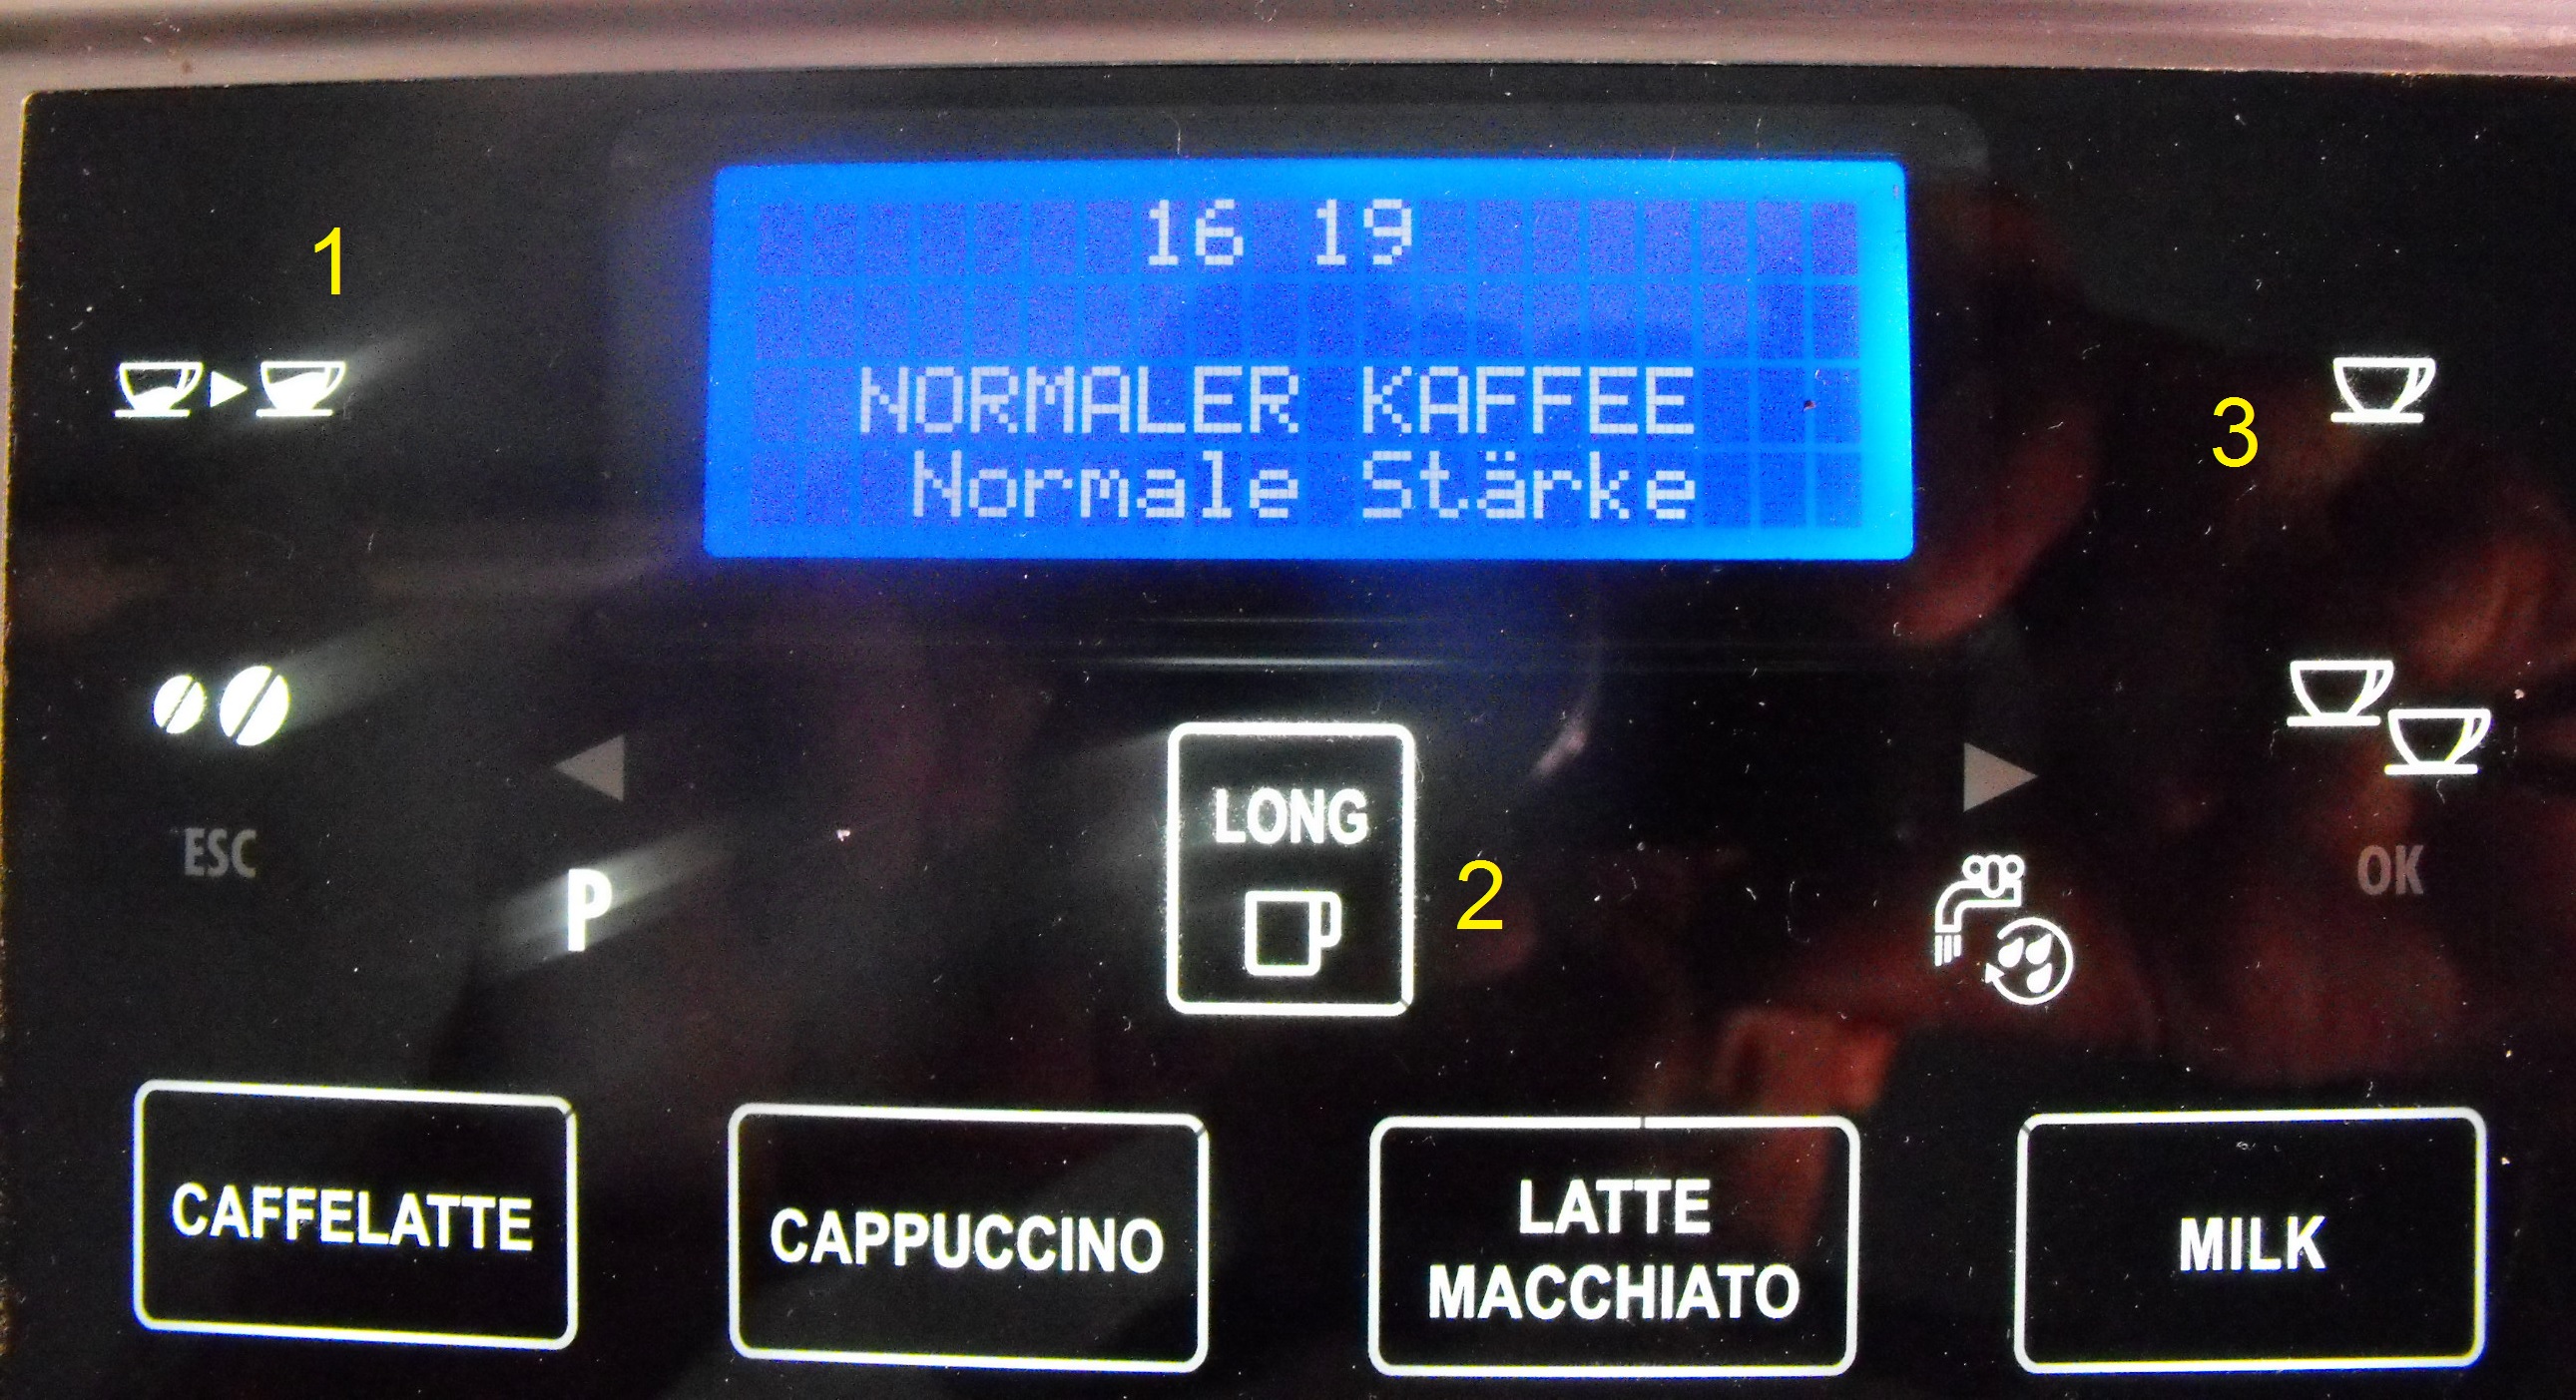 16 19
1
NORMALER KAFFEE
3
Normale Stärke
LONG
ESC
P
2
OK
CAFFELATTE
CAPPUCCINO
LATTE
MACCHIATO
MILK